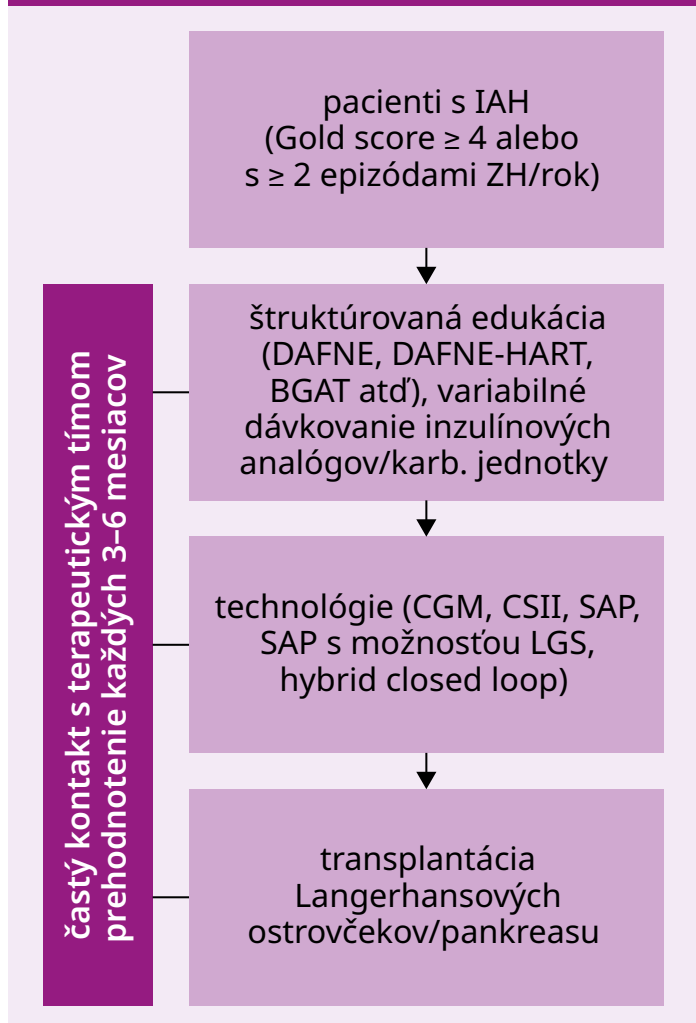 pacienti s IAH
(Gold score ≥ 4 alebo
s ≥ 2 epizódami ZH/rok)
častý kontakt s terapeutickým tímom
prehodnotenie každých 3–6 mesiacov
štruktúrovaná edukácia
(DAFNE, DAFNE-HART,
BGAT atď), variabilné
dávkovanie inzulínových
analógov/karb. jednotky
technológie (CGM, CSII, SAP,
SAP s možnosťou LGS,
hybrid closed loop)
transplantácia
Langerhansových
ostrovčekov/pankreasu